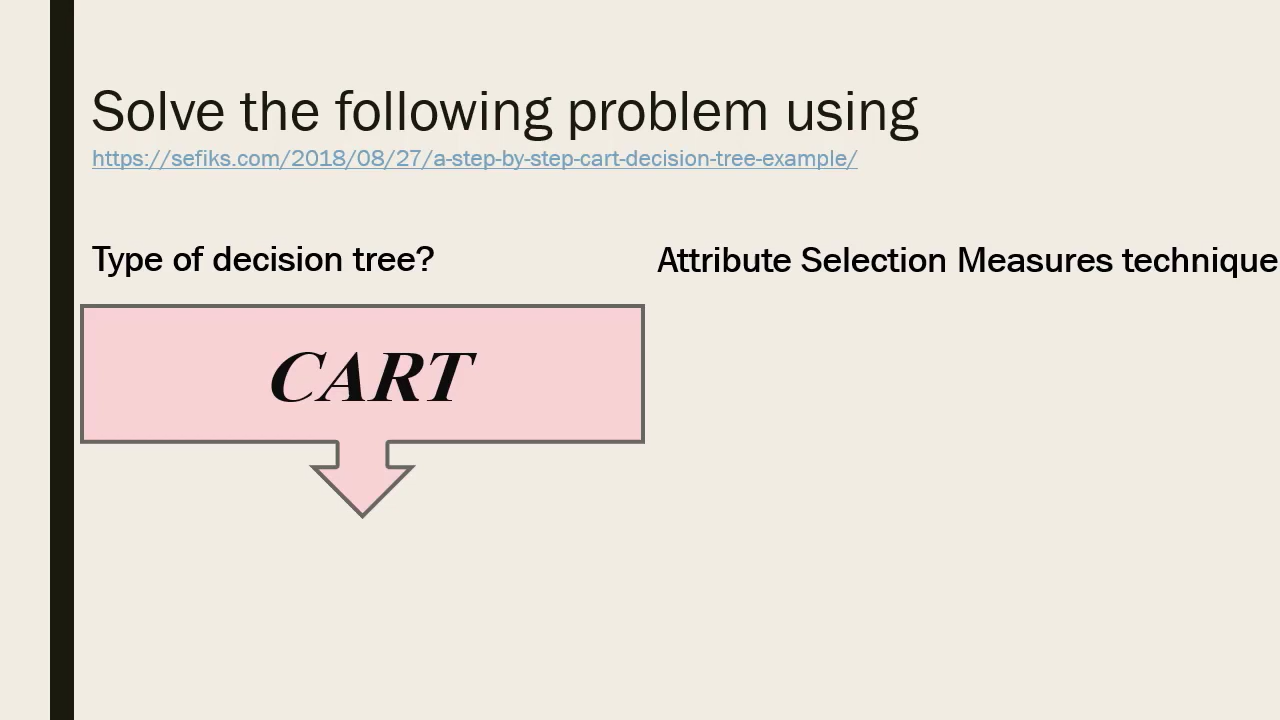 Solve the following problem using
https://sefiks.com/2018/08/27/a-step-by-step-cart-decision-tree-example/
Type of decision tree?
Attribute Selection Measures technique
CART